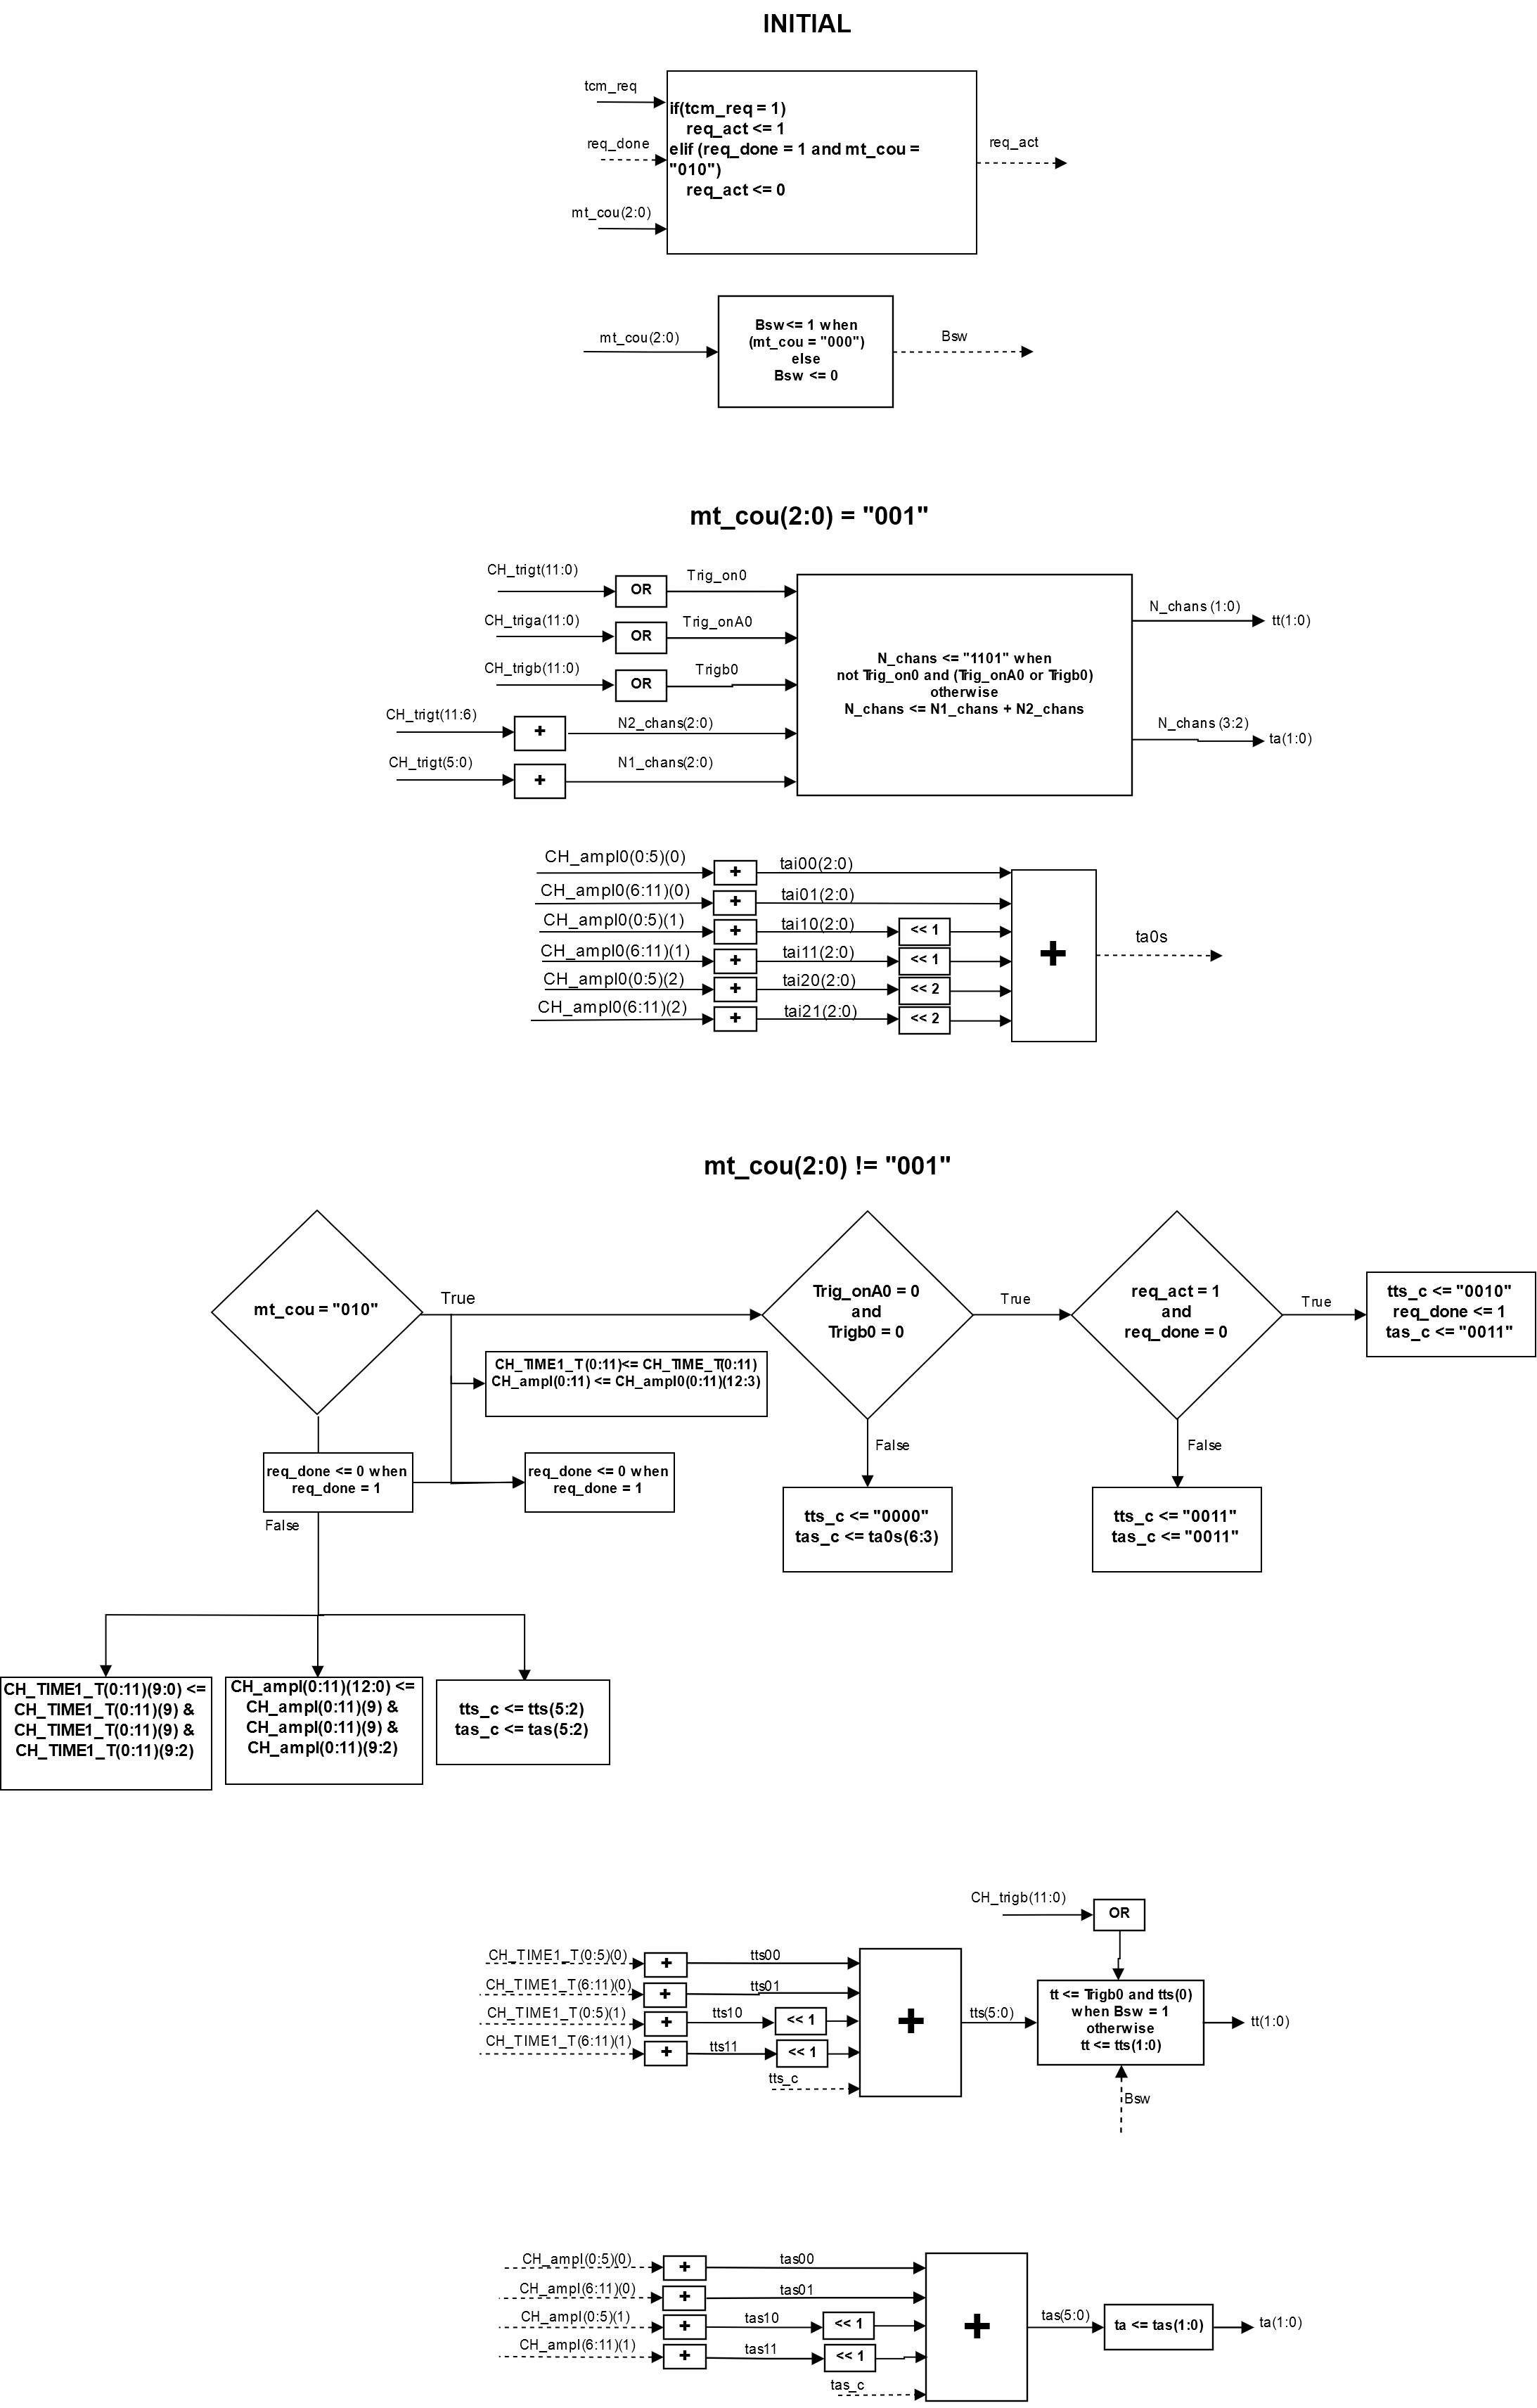 INITIAL
tcm_req
req_done
mt_cou(2:0)
if(tcm_req = 1)
req_act <= 1
elif (req_done = 1 and mt_cou =
"010")
req_act <= 0
req_act
mt_cou(2:0)
Bsw<= 1 when
(mt_cou = "000")
else
Bsw <= 0
Bsw
mt_cou(2:0) = "001"
CH_trigt(11:0)
OR
Trig_on0
CH_triga(11:0)
OR
Trig_onA0
CH_trigb(11:0)
OR
Trigb0
CH_trigt(11:6)
+
N2_chans(2:0)
CH_trigt(5:0)
+
N1_chans(2:0)
N_chans <= "1101" when
not Trig_on0 and (Trig_onA0 or Trigb0)
otherwise
N_chans <= N1_chans + N2_chans
N_chans (1:0)
tt(1:0)
N_chans (3:2)
ta(1:0)
CH_ampl0(0:5)(0)
+
tai00(2:0)
CH_ampl0(6:11)(0)
+
tai01(2:0)
CH_ampl0(0:5)(1)
+
tai10(2:0)
<< 1
CH_ampl0(6:11)(1)
+
tai11(2:0)
<< 1
CH_ampl0(0:5)(2)
+
tai20(2:0)
<< 2
CH_ampl0(6:11)(2)
+
tai21(2:0)
<< 2
+
ta0s
mt_cou(2:0) != "001"
mt_cou = "010"
True
Trig_onA0 = 0
and
Trigb0 = 0
True
req_act = 1
and
req_done = 0
True
tts_c <= "0010"
req_done <= 1
tas_c <= "0011"
CH_TIME1_T(0:11)<= CH_TIME_T(0:11)
CH_ampl(0:11) <= CH_ampl0(0:11)(12:3)
False
False
req_done <= 0 when
req_done = 1
req_done <= 0 when
req_done = 1
tts_c <= "0000"
tas_c <= ta0s(6:3)
tts_c <= "0011"
tas_c <= "0011"
False
CH_TIME1_T(0:11)(9:0) <=
CH_TIME1_T(0:11)(9) &
CH_TIME1_T(0:11)(9) &
CH_TIME1_T(0:11)(9:2)
CH_ampl(0:11)(12:0) <=
CH_ampl(0:11)(9) &
CH_ampl(0:11)(9) &
CH_ampl(0:11)(9:2)
tts_c <= tts(5:2)
tas_c <= tas(5:2)
CH_trigb(11:0)
OR
CH_TIME1_T(0:5)(0)
+
tts00
CH_TIME1_T(6:11)(0)
+
tts01
CH_TIME1_T(0:5)(1)
+
tts10
<< 1
CH_TIME1_T(6:11)(1)
+
tts11
<< 1
tts_c
+
tts(5:0)
tt <= Trigb0 and tts(0)
when Bsw = 1
otherwise
tt <= tts(1:0)
tt(1:0)
Bsw
CH_ampl(0:5)(0)
+
tas00
CH_ampl(6:11)(0)
+
tas01
CH_ampl(0:5)(1)
+
tas10
<< 1
CH_ampl(6:11)(1)
+
tas11
<< 1
tas_c
+
tas(5:0)
ta <= tas(1:0)
ta(1:0)